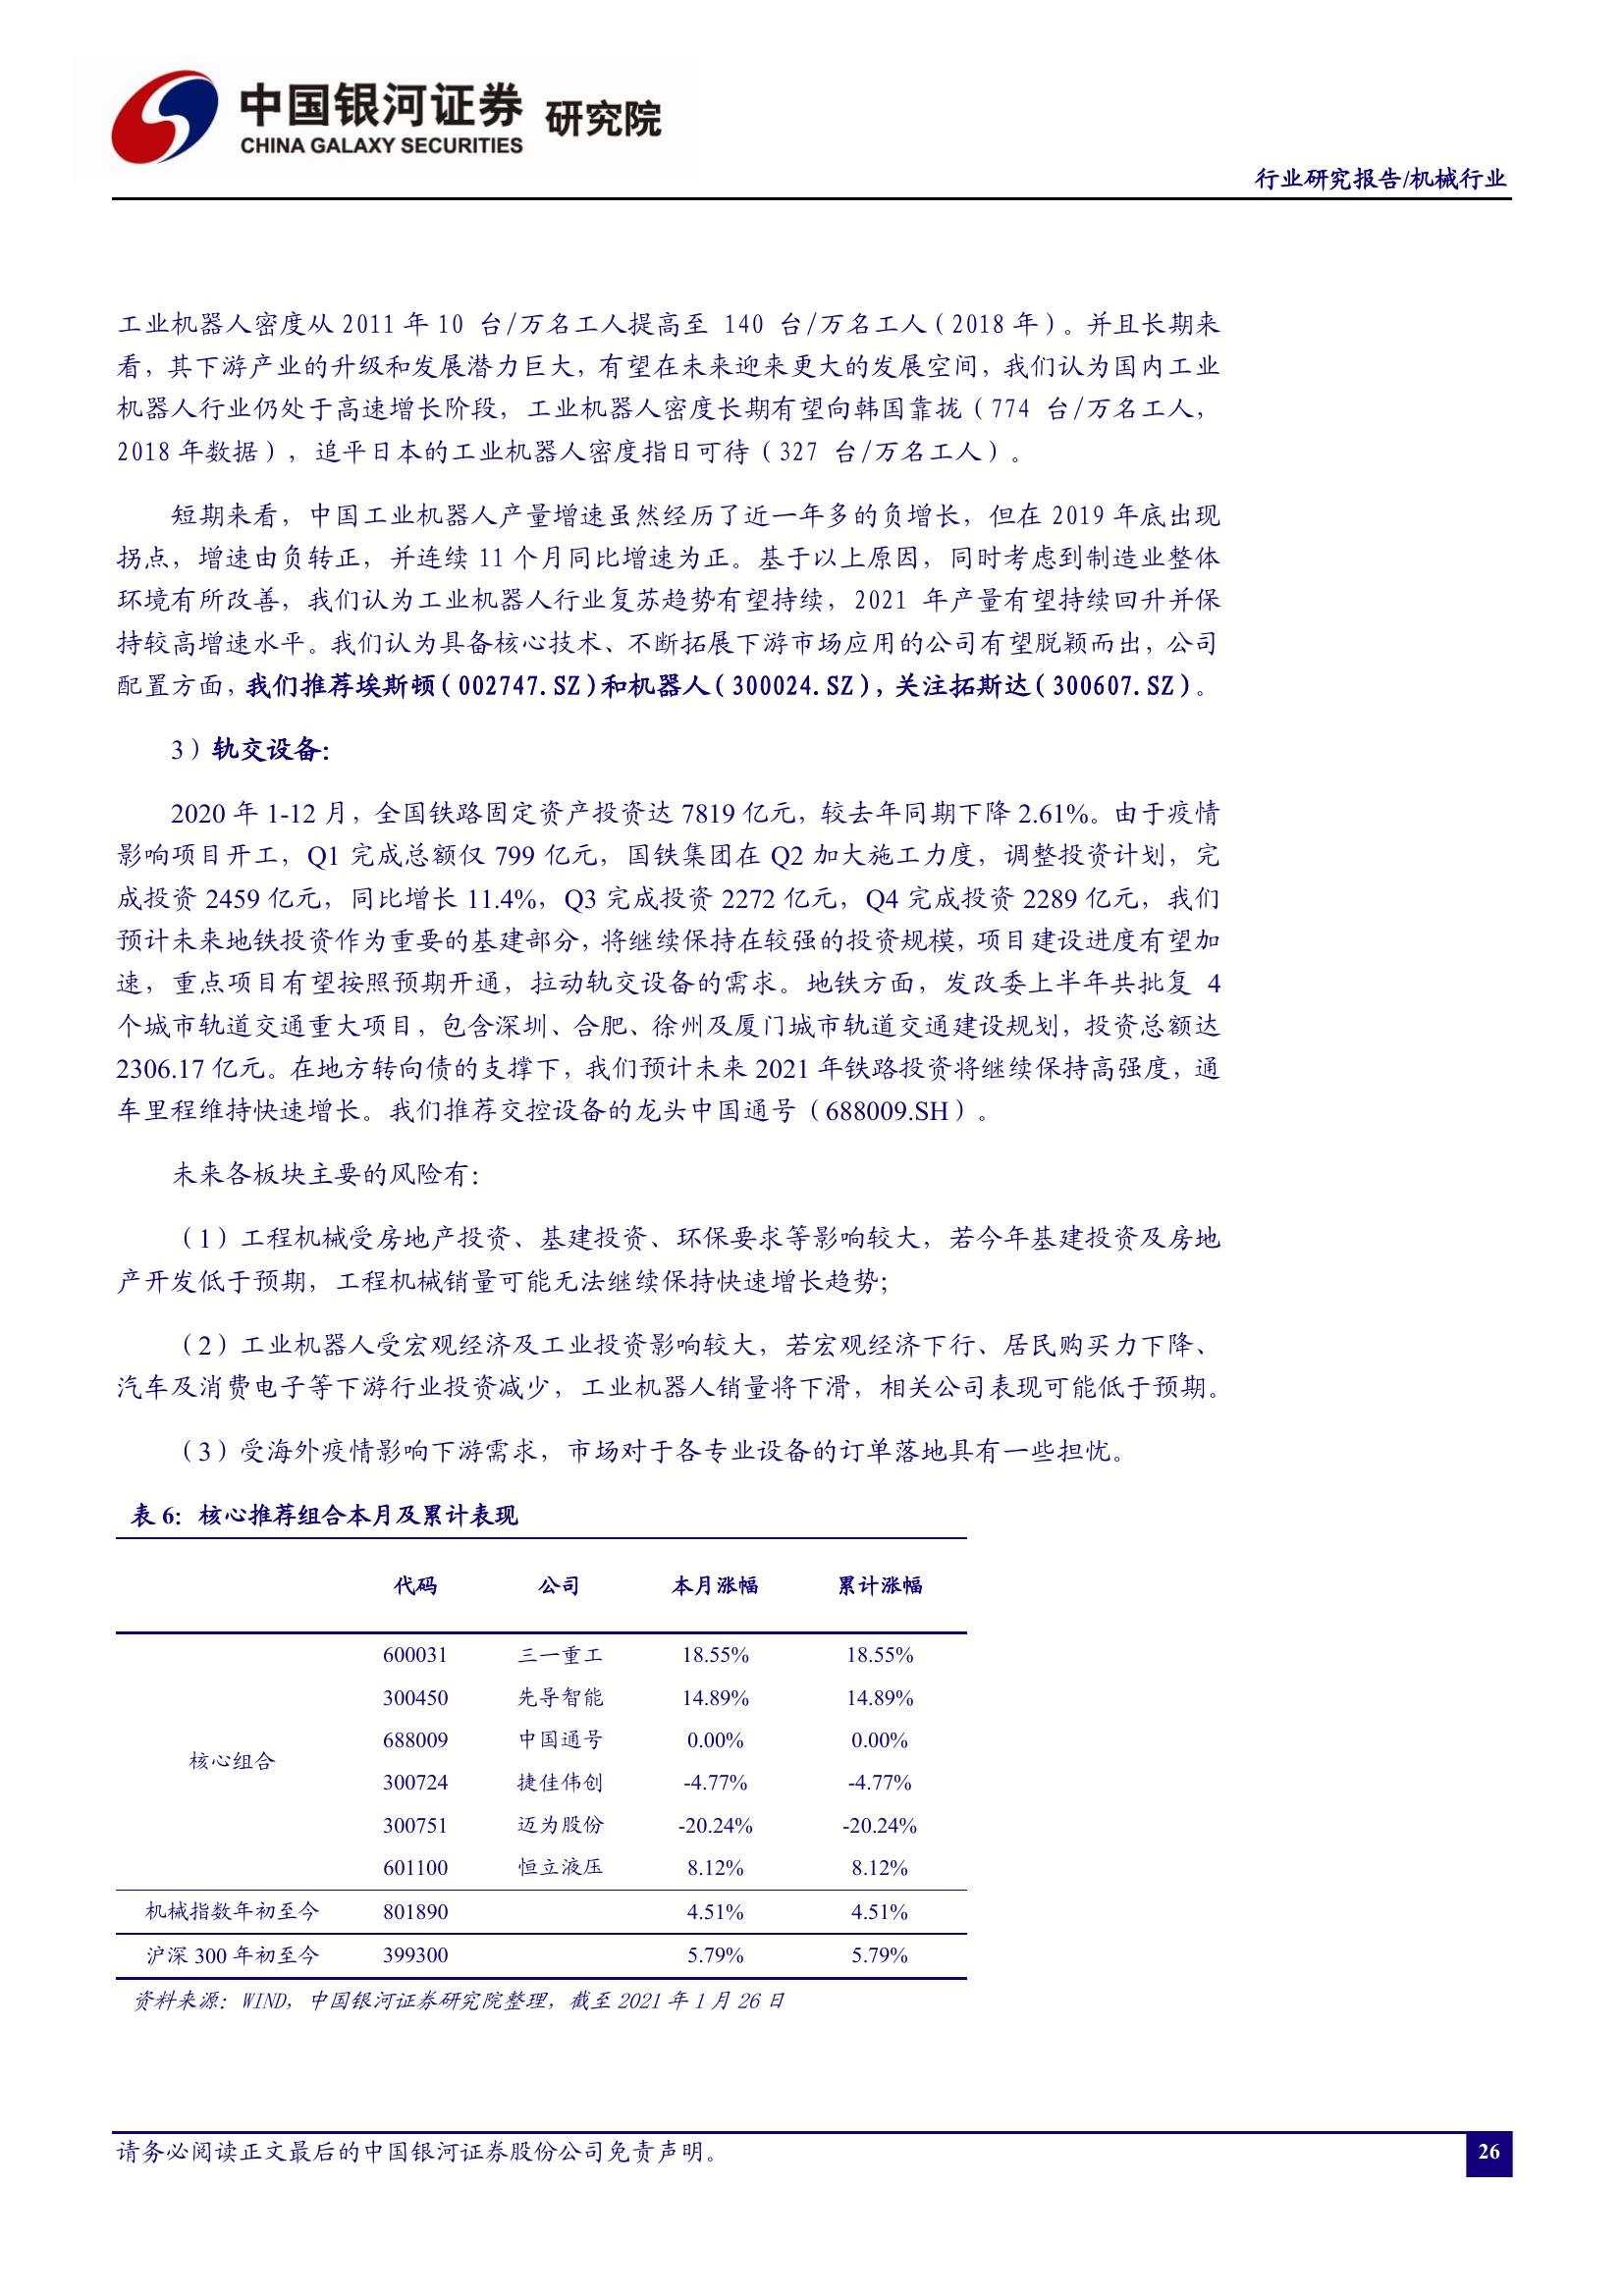 中国银河证券 研究院
CHINA GALAXY SECURITIES
行业研究报告/机械行业
工业机器人密度从 2011 年 10 台/万名工人提高至 140 台/万名工人（2018 年）。并且长期来
看，其下游产业的升级和发展潜力巨大，有望在未来迎来更大的发展空间，我们认为国内工业
机器人行业仍处于高速增长阶段，工业机器人密度长期有望向韩国靠拢（774 台/万名工人，
2018 年数据），追平日本的工业机器人密度指日可待（327 台/万名工人）。
短期来看，中国工业机器人产量增速虽然经历了近一年多的负增长，但在 2019 年底出现
拐点，增速由负转正，并连续 11 个月同比增速为正。基于以上原因，同时考虑到制造业整体
环境有所改善，我们认为工业机器人行业复苏趋势有望持续，2021 年产量有望持续回升并保
持较高增速水平。我们认为具备核心技术、不断拓展下游市场应用的公司有望脱颖而出，公司
配置方面，我们推荐埃斯顿（002747.SZ）和机器人（300024.SZ），关注拓斯达（300607.SZ）。
3）轨交设备：
2020 年 1-12 月，全国铁路固定资产投资达 7819 亿元，较去年同期下降 2.61%。由于疫情
影响项目开工，Q1 完成总额仅 799 亿元，国铁集团在 Q2 加大施工力度，调整投资计划，完
成投资 2459 亿元，同比增长 11.4%，Q3 完成投资 2272 亿元，Q4 完成投资 2289 亿元，我们
预计未来地铁投资作为重要的基建部分，将继续保持在较强的投资规模，项目建设进度有望加
速，重点项目有望按照预期开通，拉动轨交设备的需求。地铁方面，发改委上半年共批复 4
个城市轨道交通重大项目，包含深圳、合肥、徐州及厦门城市轨道交通建设规划，投资总额达
2306.17 亿元。在地方转向债的支撑下，我们预计未来 2021 年铁路投资将继续保持高强度，通
车里程维持快速增长。我们推荐交控设备的龙头中国通号（688009.SH）。
未来各板块主要的风险有：
（1）工程机械受房地产投资、基建投资、环保要求等影响较大，若今年基建投资及房地
产开发低于预期，工程机械销量可能无法继续保持快速增长趋势；
（2）工业机器人受宏观经济及工业投资影响较大，若宏观经济下行、居民购买力下降、
汽车及消费电子等下游行业投资减少，工业机器人销量将下滑，相关公司表现可能低于预期。
（3）受海外疫情影响下游需求，市场对于各专业设备的订单落地具有一些担忧。
表 6：核心推荐组合本月及累计表现
代码 公司 本月涨幅 累计涨幅
600031 三一重工 18.55% 18.55%
300450 先导智能 14.89% 14.89%
688009 中国通号 0.00% 0.00%
核心组合
300724 捷佳伟创 -4.77% -4.77%
300751 迈为股份 -20.24% -20.24%
601100 恒立液压 8.12% 8.12%
机械指数年初至今 801890 4.51% 4.51%
沪深 300 年初至今 399300 5.79% 5.79%
资料来源：WIND，中国银河证券研究院整理，截至 2021 年 1 月 26 日
请务必阅读正文最后的中国银河证券股份公司免责声明。
26